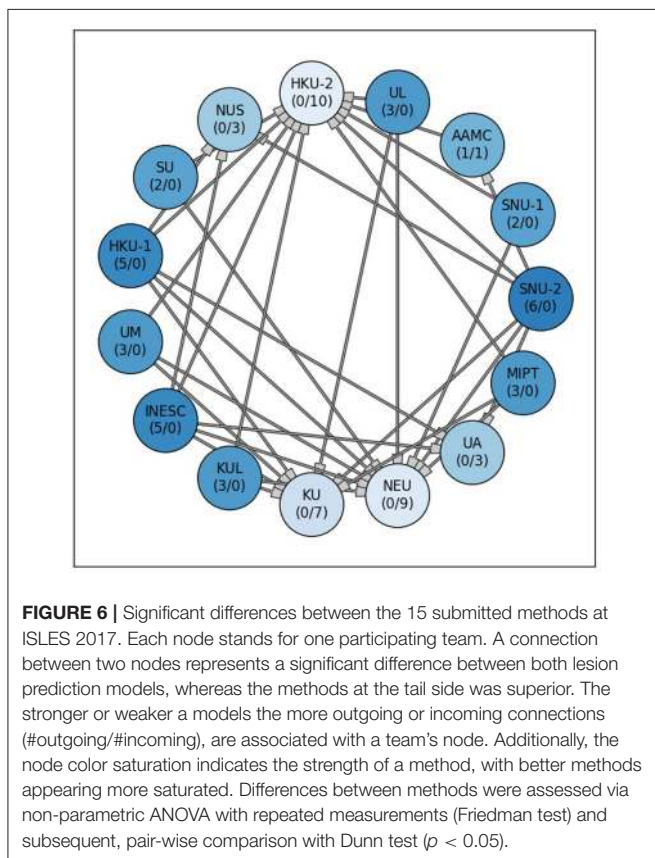 HKU-2
(0/10)
UL
(3/0)
NUS
(0/3)
AAMC
(1/1)
SU
(2/0)
SNU-1
(2/0)
HKU-1
(5/0)
SNU-2
(6/0)
UM
(3/0)
MIPT
(3/0)
INESC
(5/0)
UA
(0/3)
KUL
(3/0)
KU
(0/7)
NEU
(0/9)
FIGURE 6 | Significant differences between the 15 submitted methods at
ISLES 2017. Each node stands for one participating team. A connection
between two nodes represents a significant difference between both lesion
prediction models, whereas the methods at the tail side was superior. The
stronger or weaker a models the more outgoing or incoming connections
(#outgoing/#incoming), are associated with a team's node. Additionally, the
node color saturation indicates the strength of a method, with better methods
appearing more saturated. Differences between methods were assessed via
non-parametric ANOVA with repeated measurements (Friedman test) and
subsequent, pair-wise comparison with Dunn test (p < 0.05).